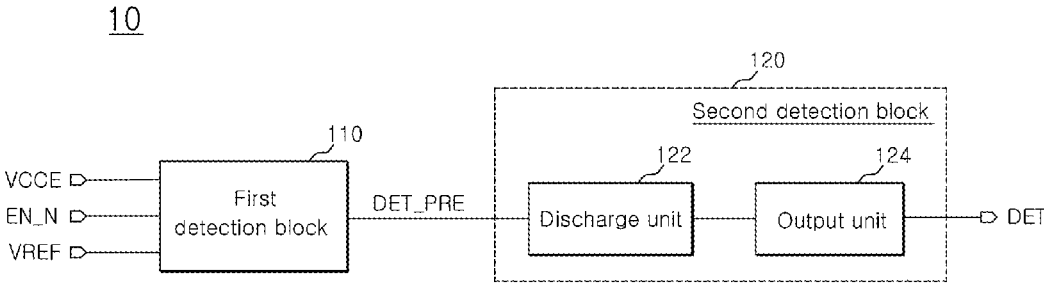 10
120
Second detection block
110
122
124
VCCE
EN_N
VREF
First
detection block
DET_PRE
Discharge unit
Output unit
DET